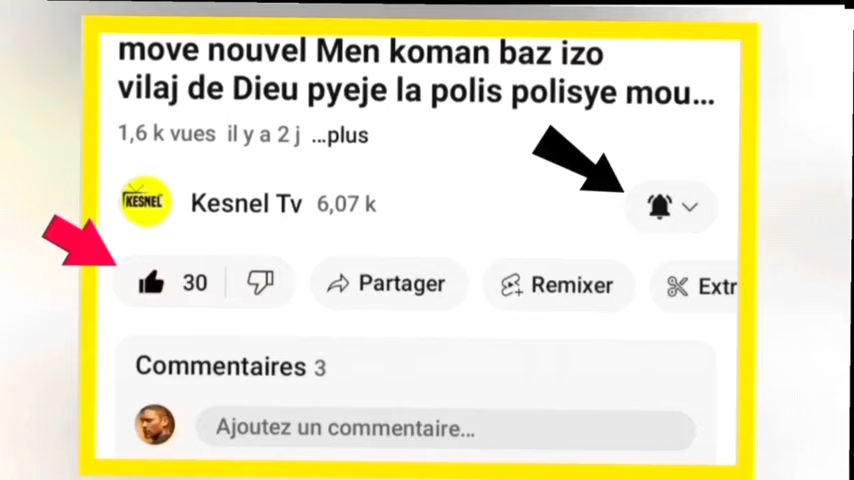 move nouvel Men koman baz izo
vilaj de Dieu pyeje la polis polisye mou...
1,6 k vues il y a 2 j ...plus
KESNEL
Kesnel Tv 6,07 k
30 Partager Remixer Extr
Commentaires 3
Ajoutez un commentaire...